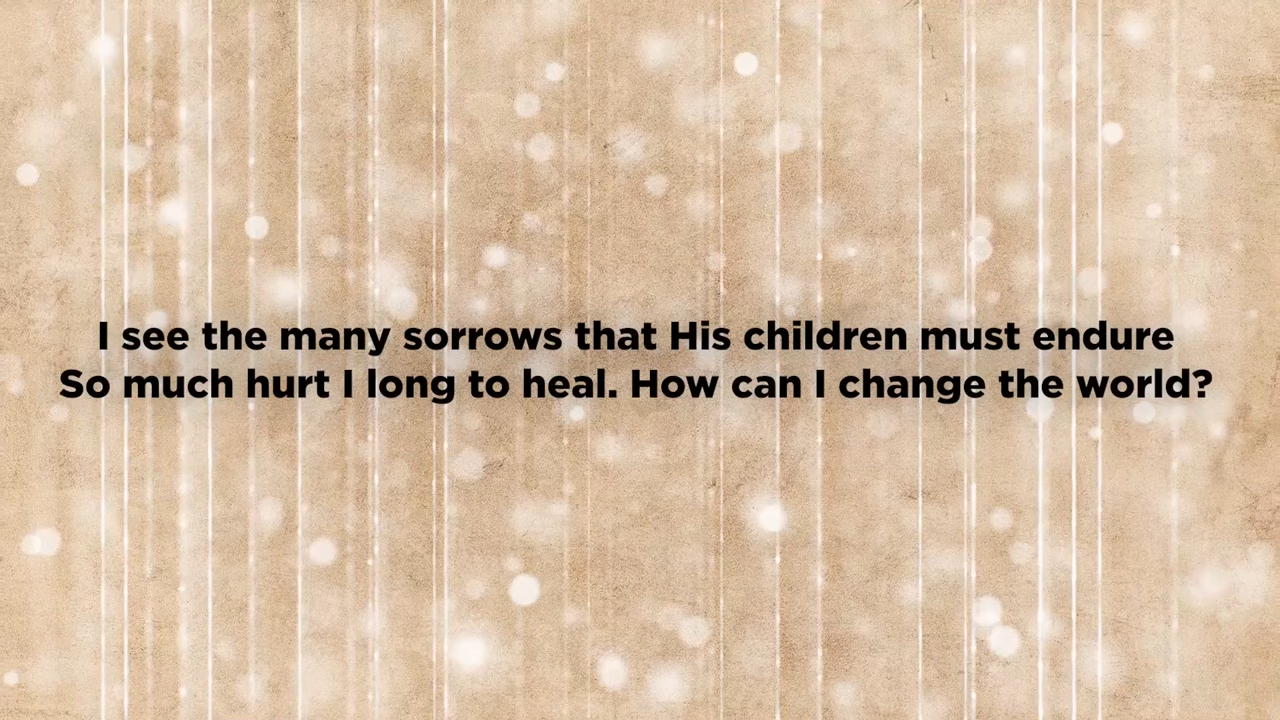 I see the many sorrows that His children must endure
So much hurt I long to heal. How can I change the world?